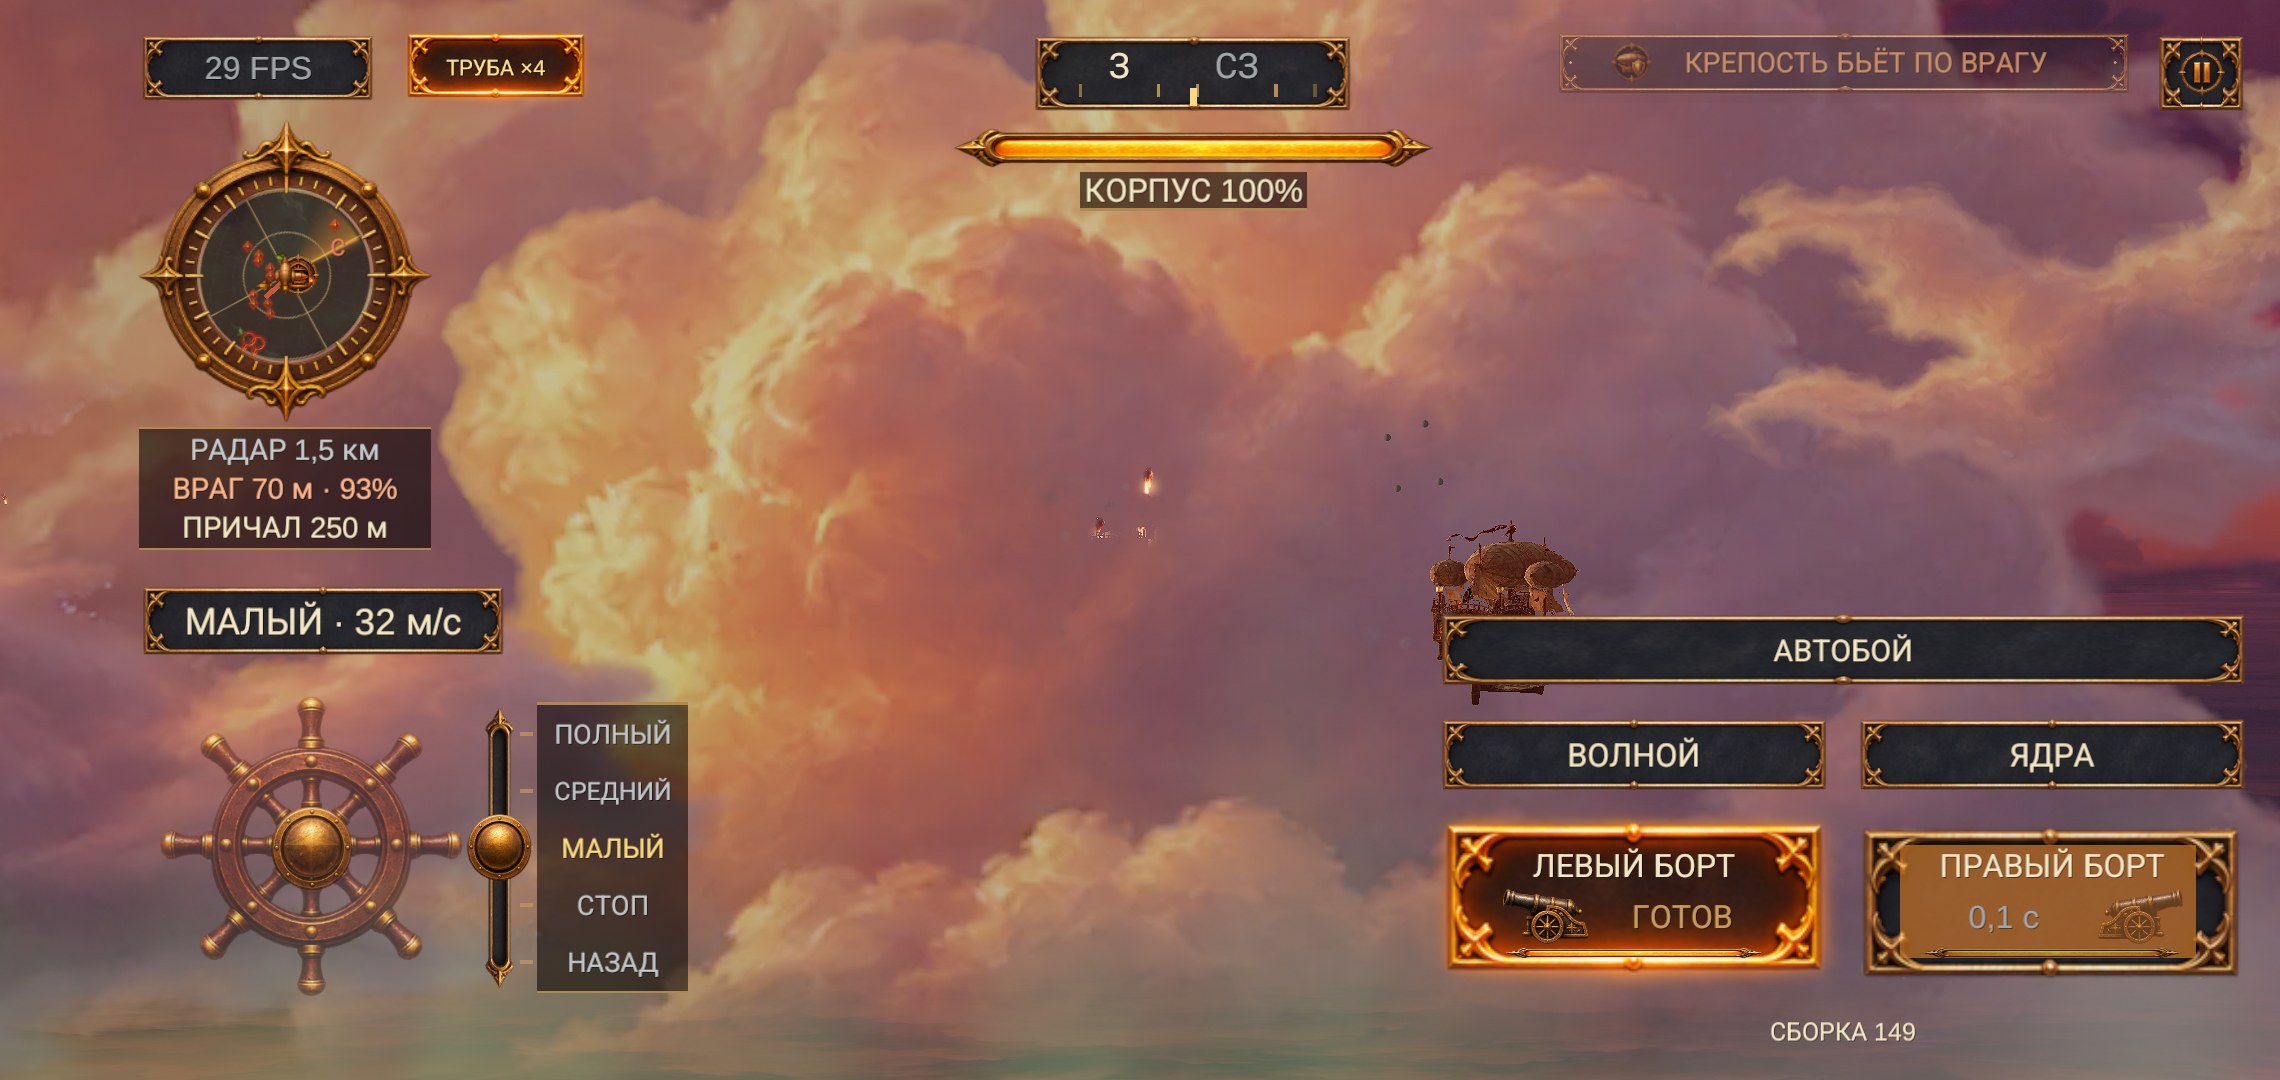 29 FPS
ТРУБА ×4
З СЗ
КРЕПОСТЬ БЬЁТ ПО ВРАГУ
КОРПУС 100%
РАДАР 1,5 км
ВРАГ 70 м · 93%
ПРИЧАЛ 250 м
МАЛЫЙ · 32 м/с
ПОЛНЫЙ
СРЕДНИЙ
МАЛЫЙ
СТОП
НАЗАД
АВТОБОЙ
ВОЛНОЙ
ЯДРА
ЛЕВЫЙ БОРТ
ГОТОВ
ПРАВЫЙ БОРТ
0,1 с
СБОРКА 149